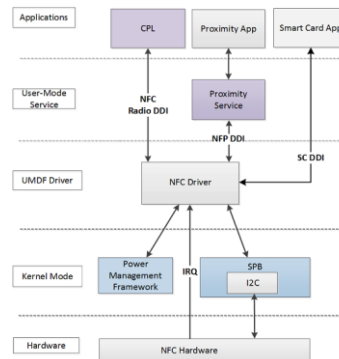 Applications
CPL
Proximity App
Smart Card App
User-Mode
Service
NFC
Radio DDI
Proximity
Service
NFP DDI
SC DDI
UMDF Driver
NFC Driver
Kernel Mode
Power
Management
Framework
IRQ
SPB
I2C
Hardware
NFC Hardware